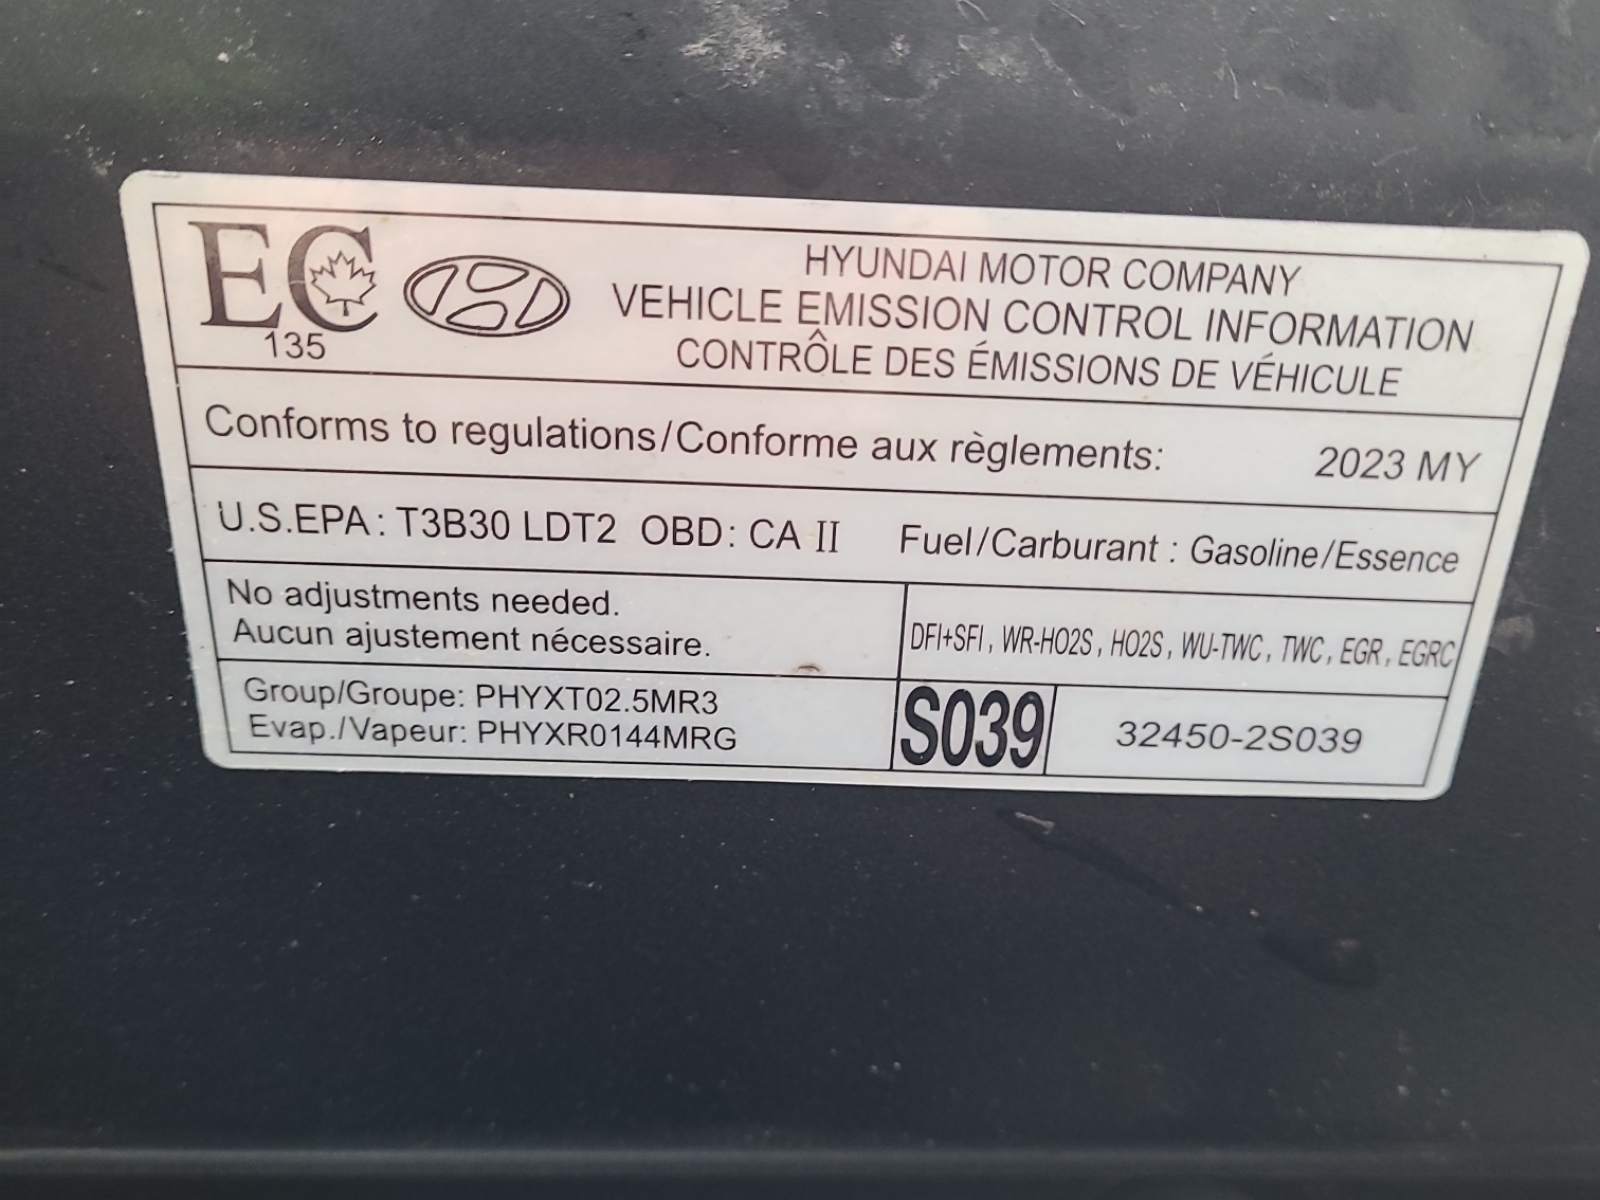 EC
135
HYUNDAI MOTOR COMPANY
VEHICLE EMISSION CONTROL INFORMATION
CONTRÔLE DES ÉMISSIONS DE VÉHICULE
Conforms to regulations/Conforme aux règlements: 2023 MY
U.S.EPA: T3B30 LDT2 OBD: CA II Fuel/Carburant : Gasoline/Essence
No adjustments needed.
Aucun ajustement nécessaire.
DFI+SFI, WR-HO2S, HO2S, WU-TWC, TWC, EGR, EGRC
Group/Groupe: PHYXT02.5MR3
Evap./Vapeur: PHYXR0144MRG
S039
32450-2S039